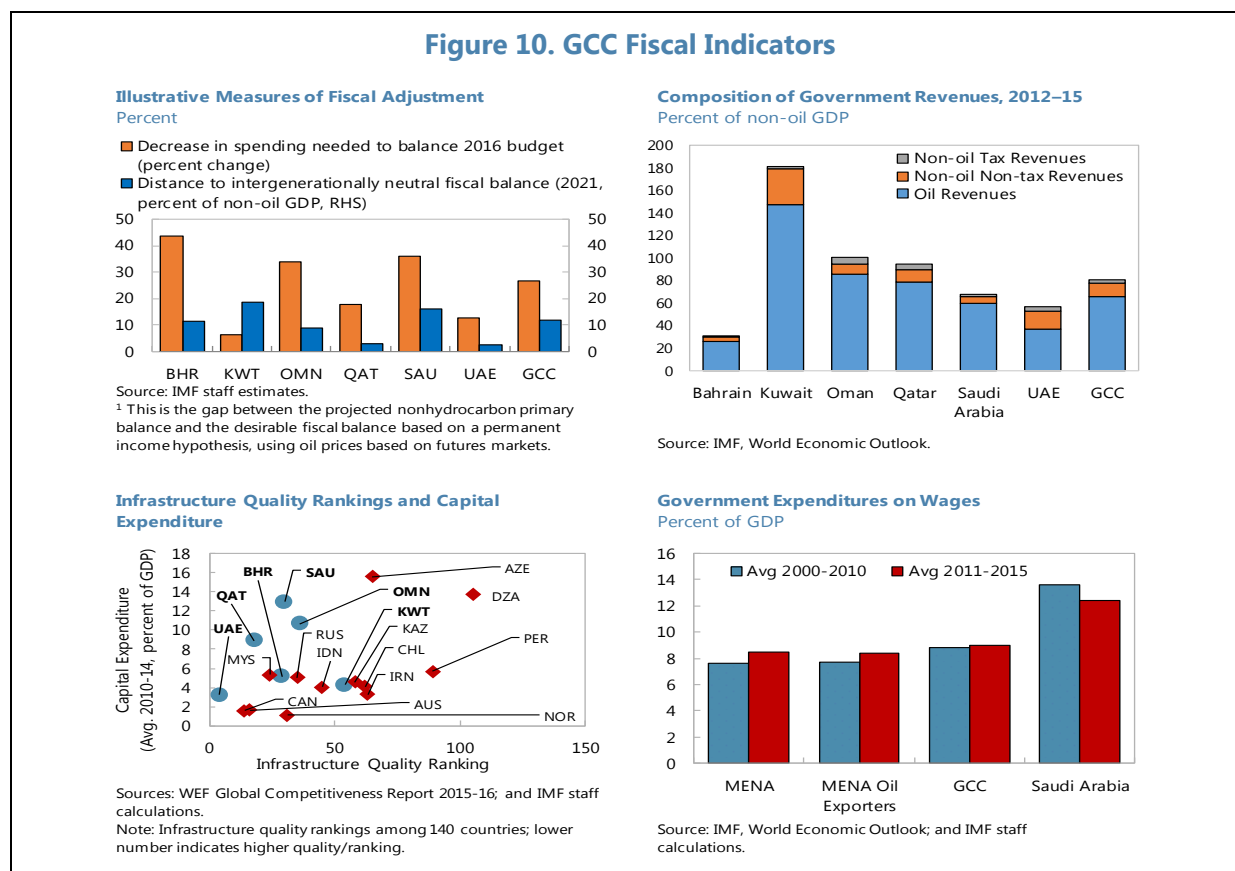 Figure 10. GCC Fiscal Indicators
Illustrative Measures of Fiscal Adjustment
Percent
Decrease in spending needed to balance 2016 budget
(percent change)
Distance to intergenerationally neutral fiscal balance (2021,
percent of non-oil GDP, RHS)
50
40
30
20
10
0
50
40
30
20
10
0
BHR KWT OMN QAT SAU UAE GCC
Source: IMF staff estimates.
¹ This is the gap between the projected nonhydrocarbon primary
balance and the desirable fiscal balance based on a permanent
income hypothesis, using oil prices based on futures markets.
Composition of Government Revenues, 2012–15
Percent of non-oil GDP
200
180
160
140
120
100
80
60
40
20
0
Non-oil Tax Revenues
Non-oil Non-tax Revenues
Oil Revenues
Bahrain Kuwait Oman Qatar Saudi UAE GCC
Arabia
Source: IMF, World Economic Outlook.
Infrastructure Quality Rankings and Capital
Expenditure
Capital Expenditure
(Avg. 2010-14, percent of GDP)
18
16
14
12
10
8
6
4
2
0
BHR
SAU
AZE
QAT
OMN
DZA
KWT
UAE
RUS
KAZ
MYS
IDN
CHL
PER
IRN
CAN
AUS
NOR
0 50 100 150
Infrastructure Quality Ranking
Sources: WEF Global Competitiveness Report 2015-16; and IMF staff
calculations.
Note: Infrastructure quality rankings among 140 countries; lower
number indicates higher quality/ranking.
Government Expenditures on Wages
Percent of GDP
16
14
12
10
8
6
4
2
0
Avg 2000-2010 Avg 2011-2015
MENA MENA Oil GCC Saudi Arabia
Exporters
Source: IMF, World Economic Outlook; and IMF staff
calculations.